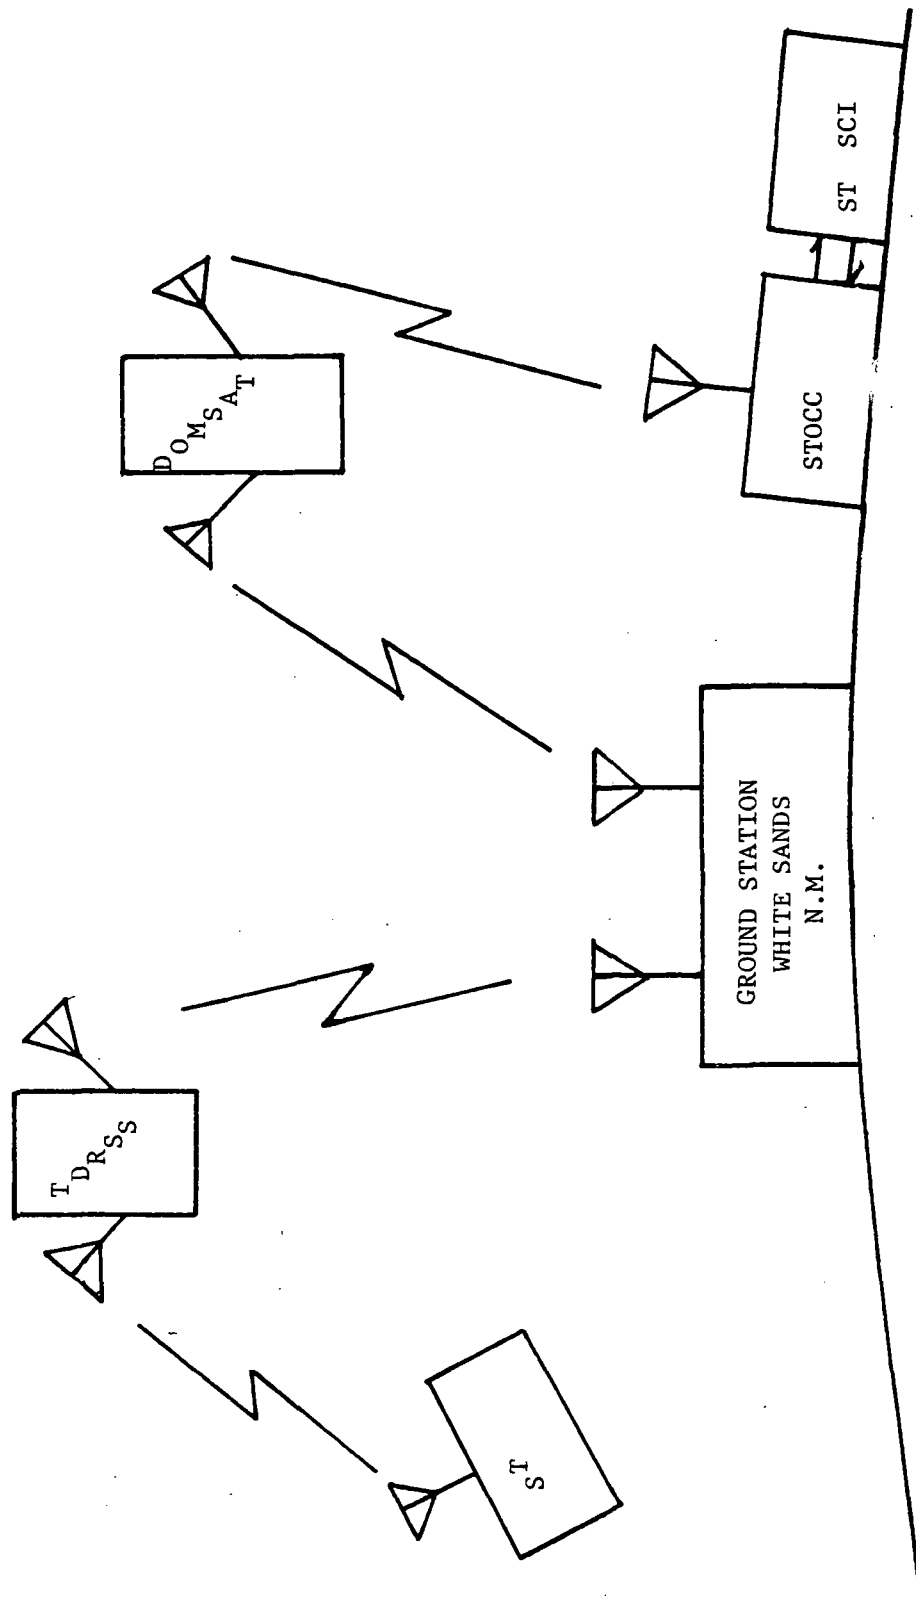 ST
TDRSS
GROUND STATION
WHITE SANDS
N.M.
DOMSAT
STOCC
ST SCI